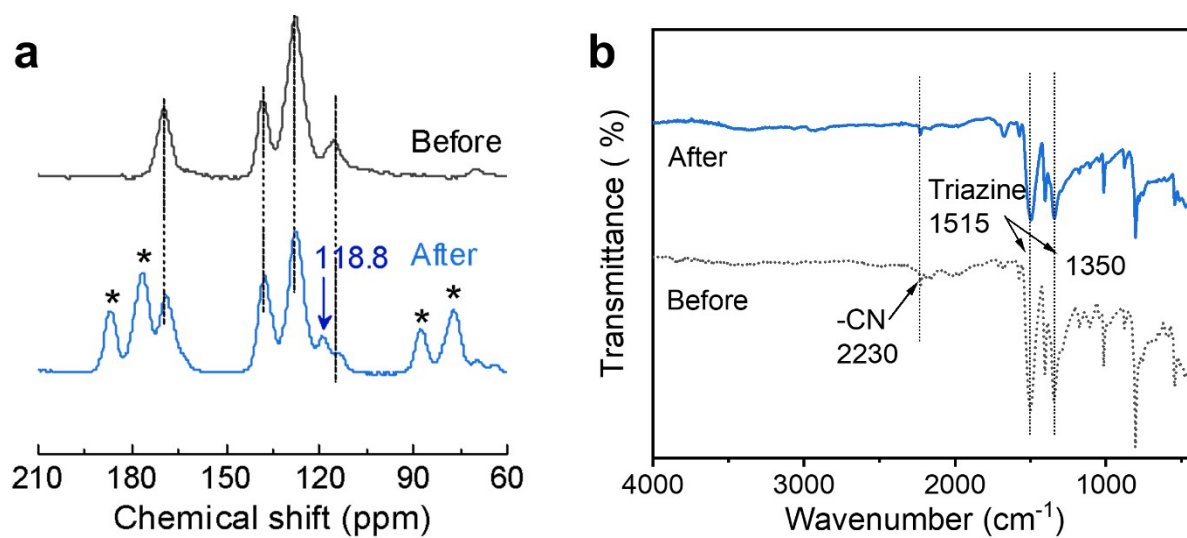 a
Before
After
118.8
*
*
*
*
210
180
150
120
90
60
Chemical shift (ppm)
b
Transmittance ( %)
After
Triazine
1515
1350
Before
-CN
2230
4000
3000
2000
1000
Wavenumber (cm⁻¹)